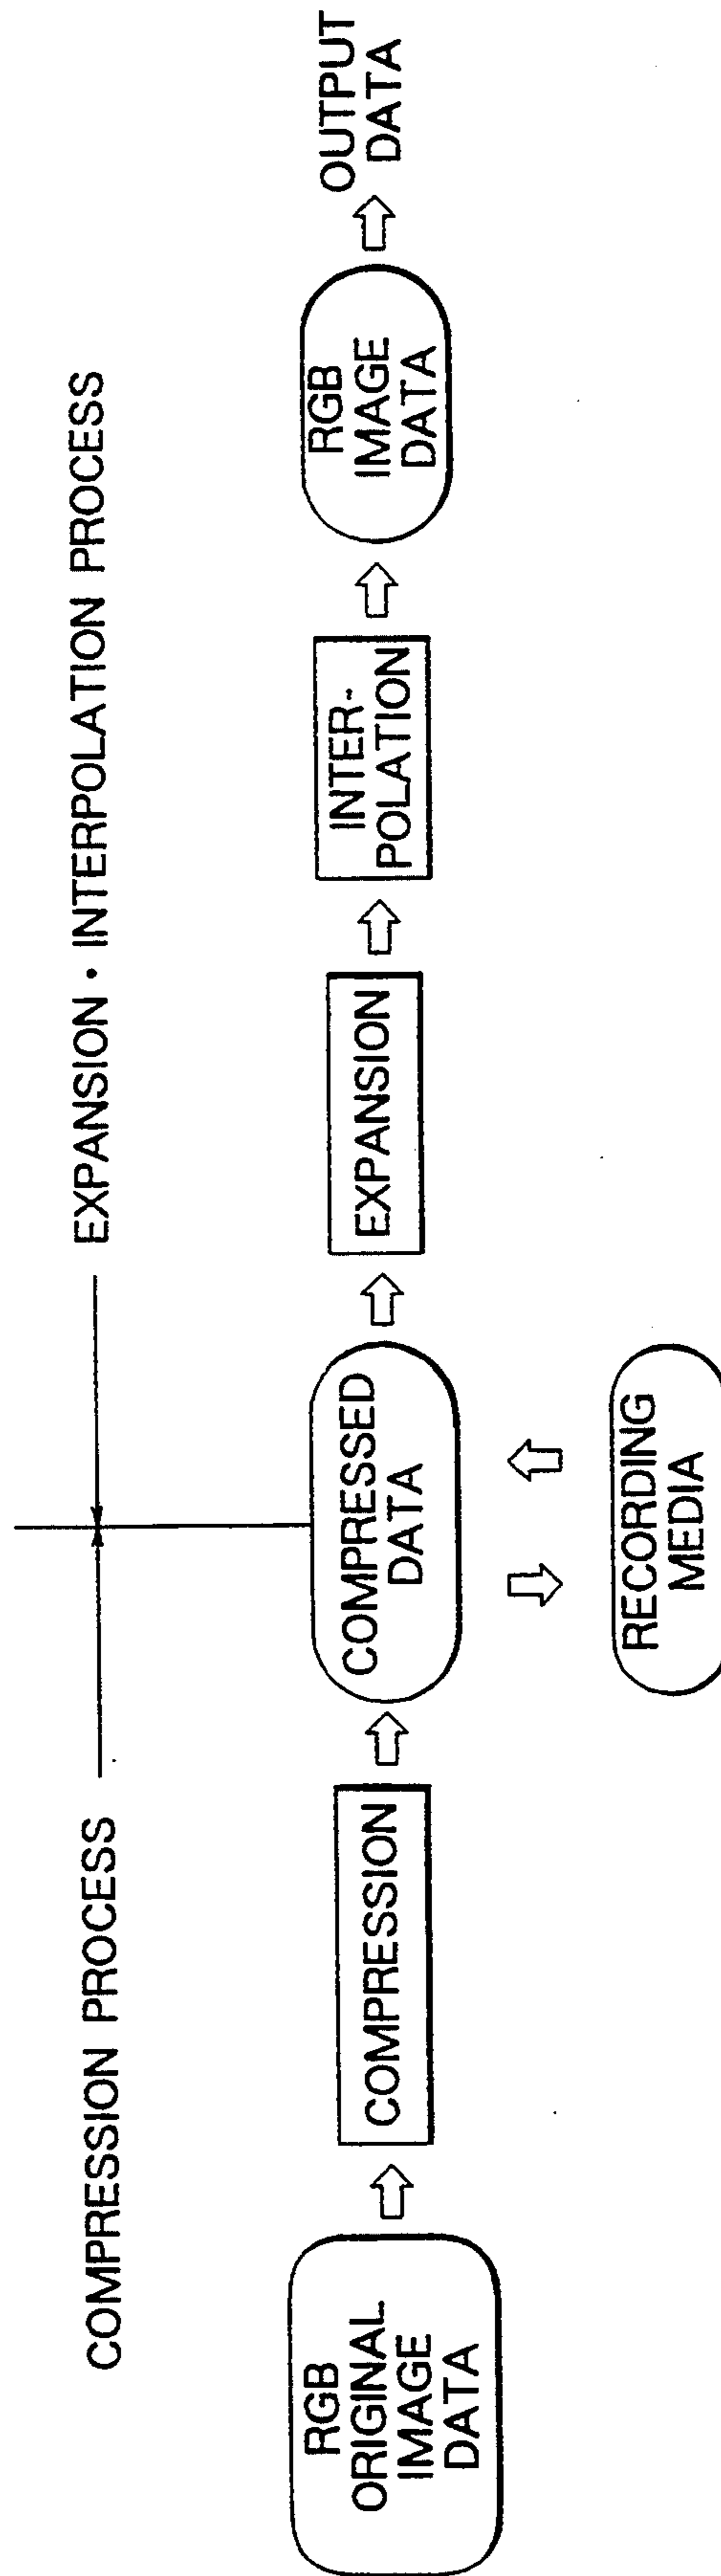 COMPRESSION PROCESS
EXPANSION · INTERPOLATION PROCESS
RGB
ORIGINAL
IMAGE
DATA
COMPRESSION
COMPRESSED
DATA
EXPANSION
INTER-
POLATION
RGB
IMAGE
DATA
OUTPUT
DATA
RECORDING
MEDIA